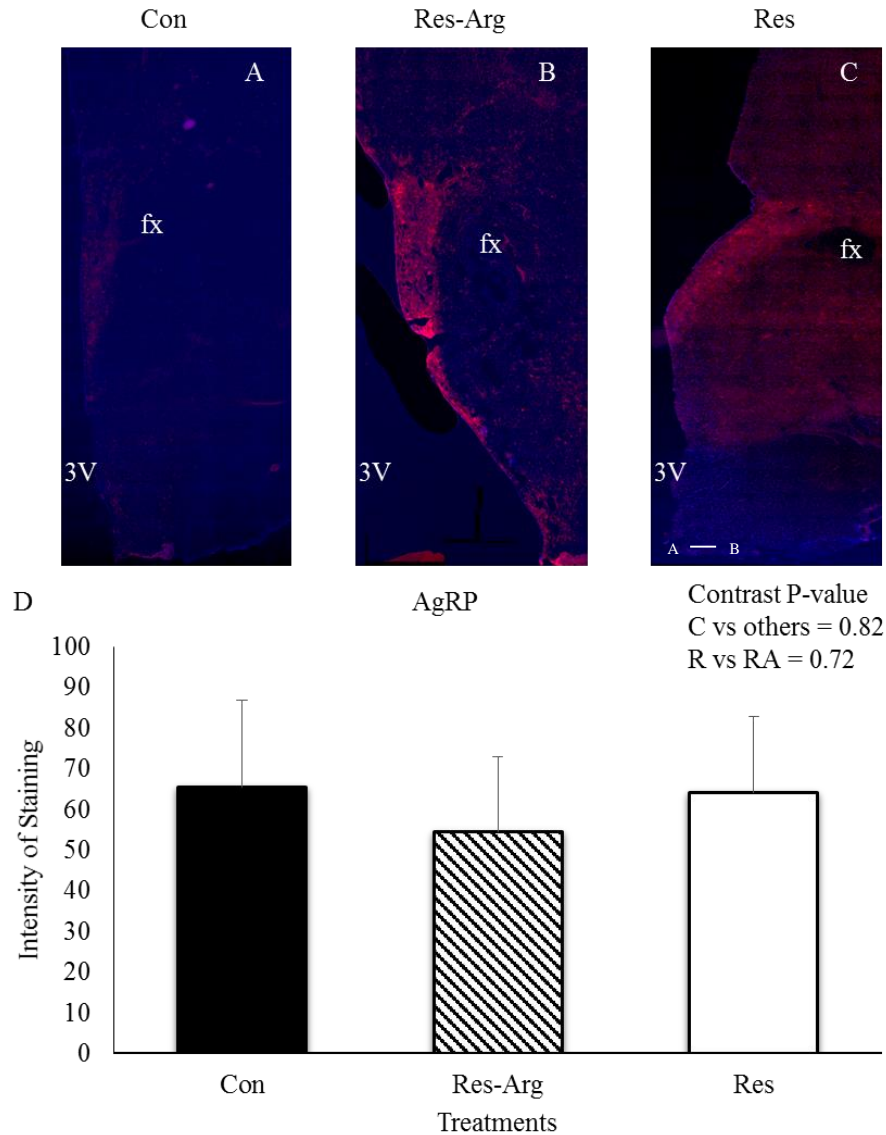 Con Res-Arg Res
A B C
fx fx fx
3V 3V 3V
A B
D AgRP Contrast P-value
C vs others = 0.82
R vs RA = 0.72
100
90
80
70
60
50
40
30
20
10
0
Intensity of Staining
Con Res-Arg Res
Treatments